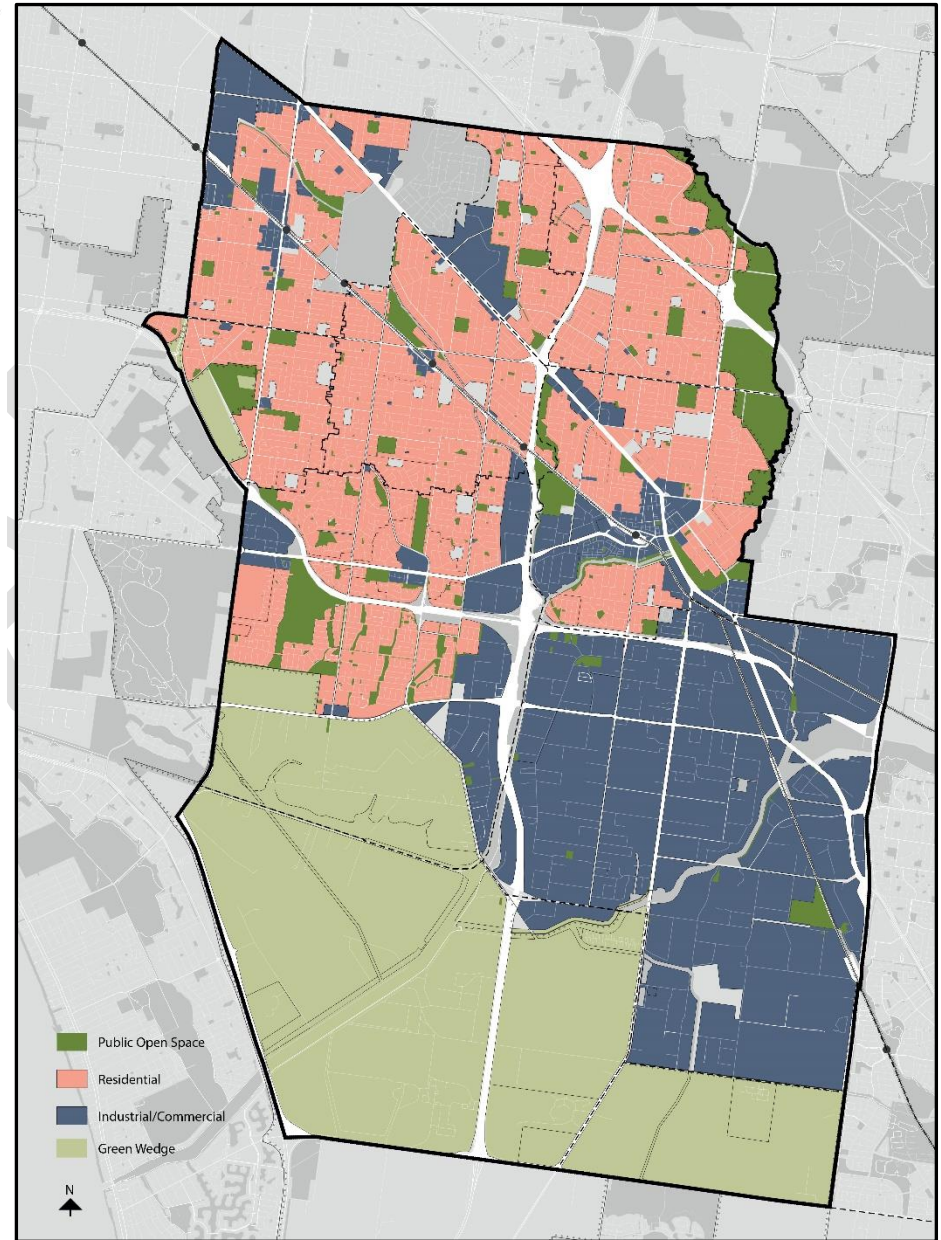 Public Open Space
Residential
Industrial/Commercial
Green Wedge
N